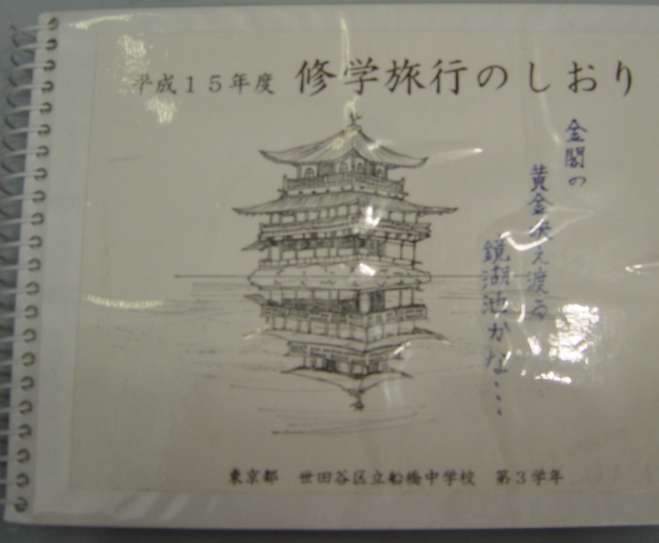 平成15年度 修学旅行のしおり
金閣の
黄金映え渡る
鏡湖池かな…
東京都 世田谷区立船橋中学校 第3学年